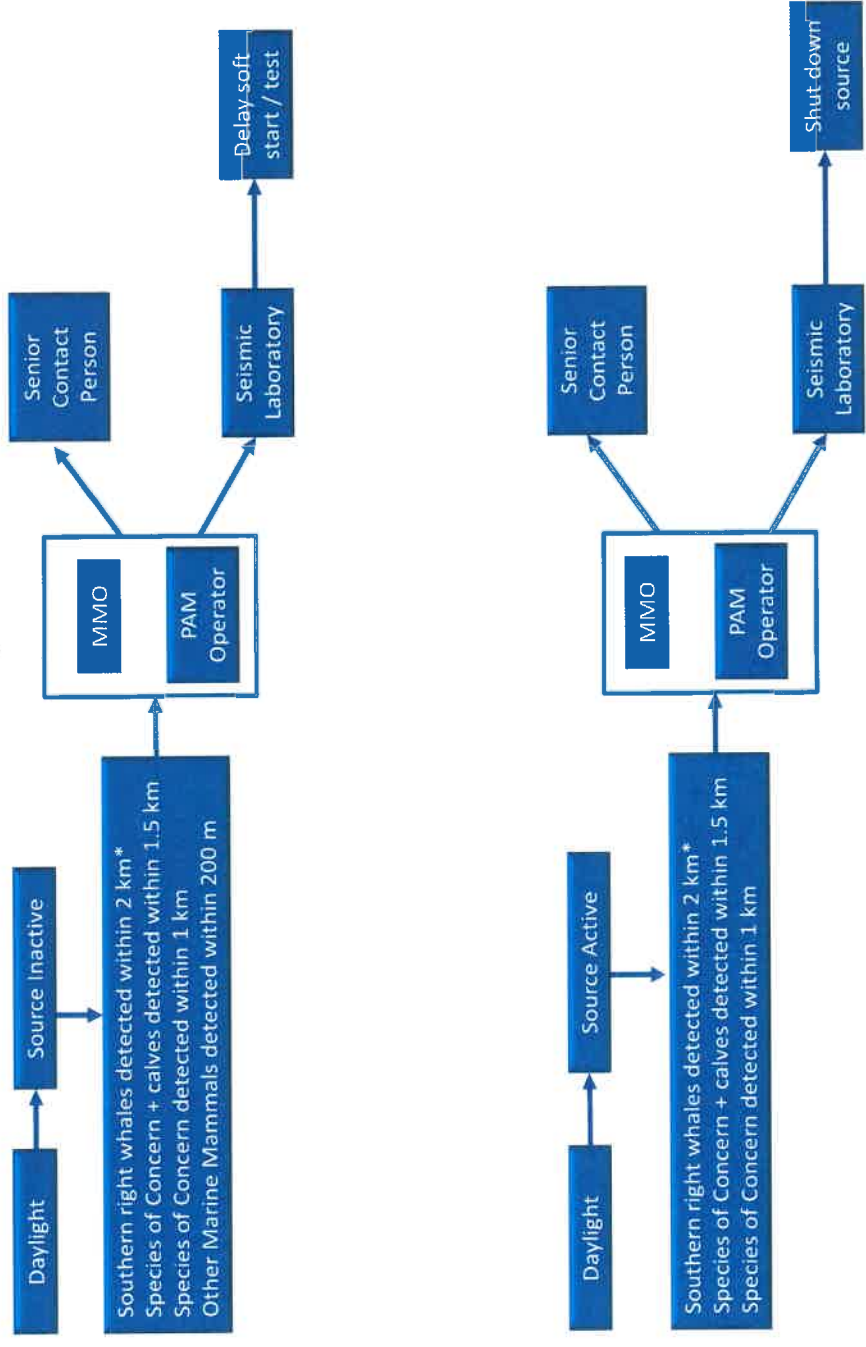 Daylight
Source Inactive
Southern right whales detected within 2 km*
Species of Concern + calves detected within 1.5 km
Species of Concern detected within 1 km
Other Marine Mammals detected within 200 m
MMO
PAM
Operator
Senior
Contact
Person
Seismic
Laboratory
Delay soft
start / test
Daylight
Source Active
Southern right whales detected within 2 km*
Species of Concern + calves detected within 1.5 km
Species of Concern detected within 1 km
MMO
PAM
Operator
Senior
Contact
Person
Seismic
Laboratory
Shut down
source